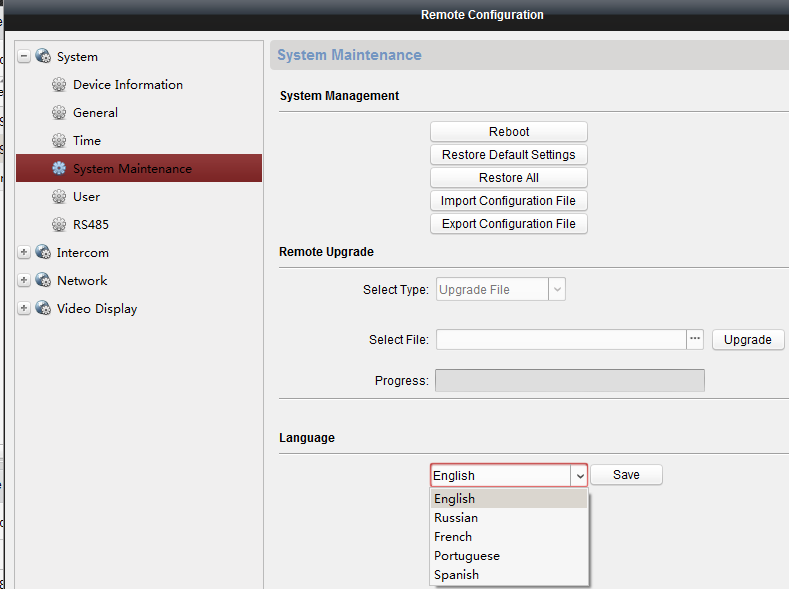 Remote Configuration
System
Device Information
General
Time
System Maintenance
User
RS485
Intercom
Network
Video Display
System Maintenance
System Management
Reboot
Restore Default Settings
Restore All
Import Configuration File
Export Configuration File
Remote Upgrade
Select Type: Upgrade File
Select File: ... Upgrade
Progress:
Language
English Save
English
Russian
French
Portuguese
Spanish